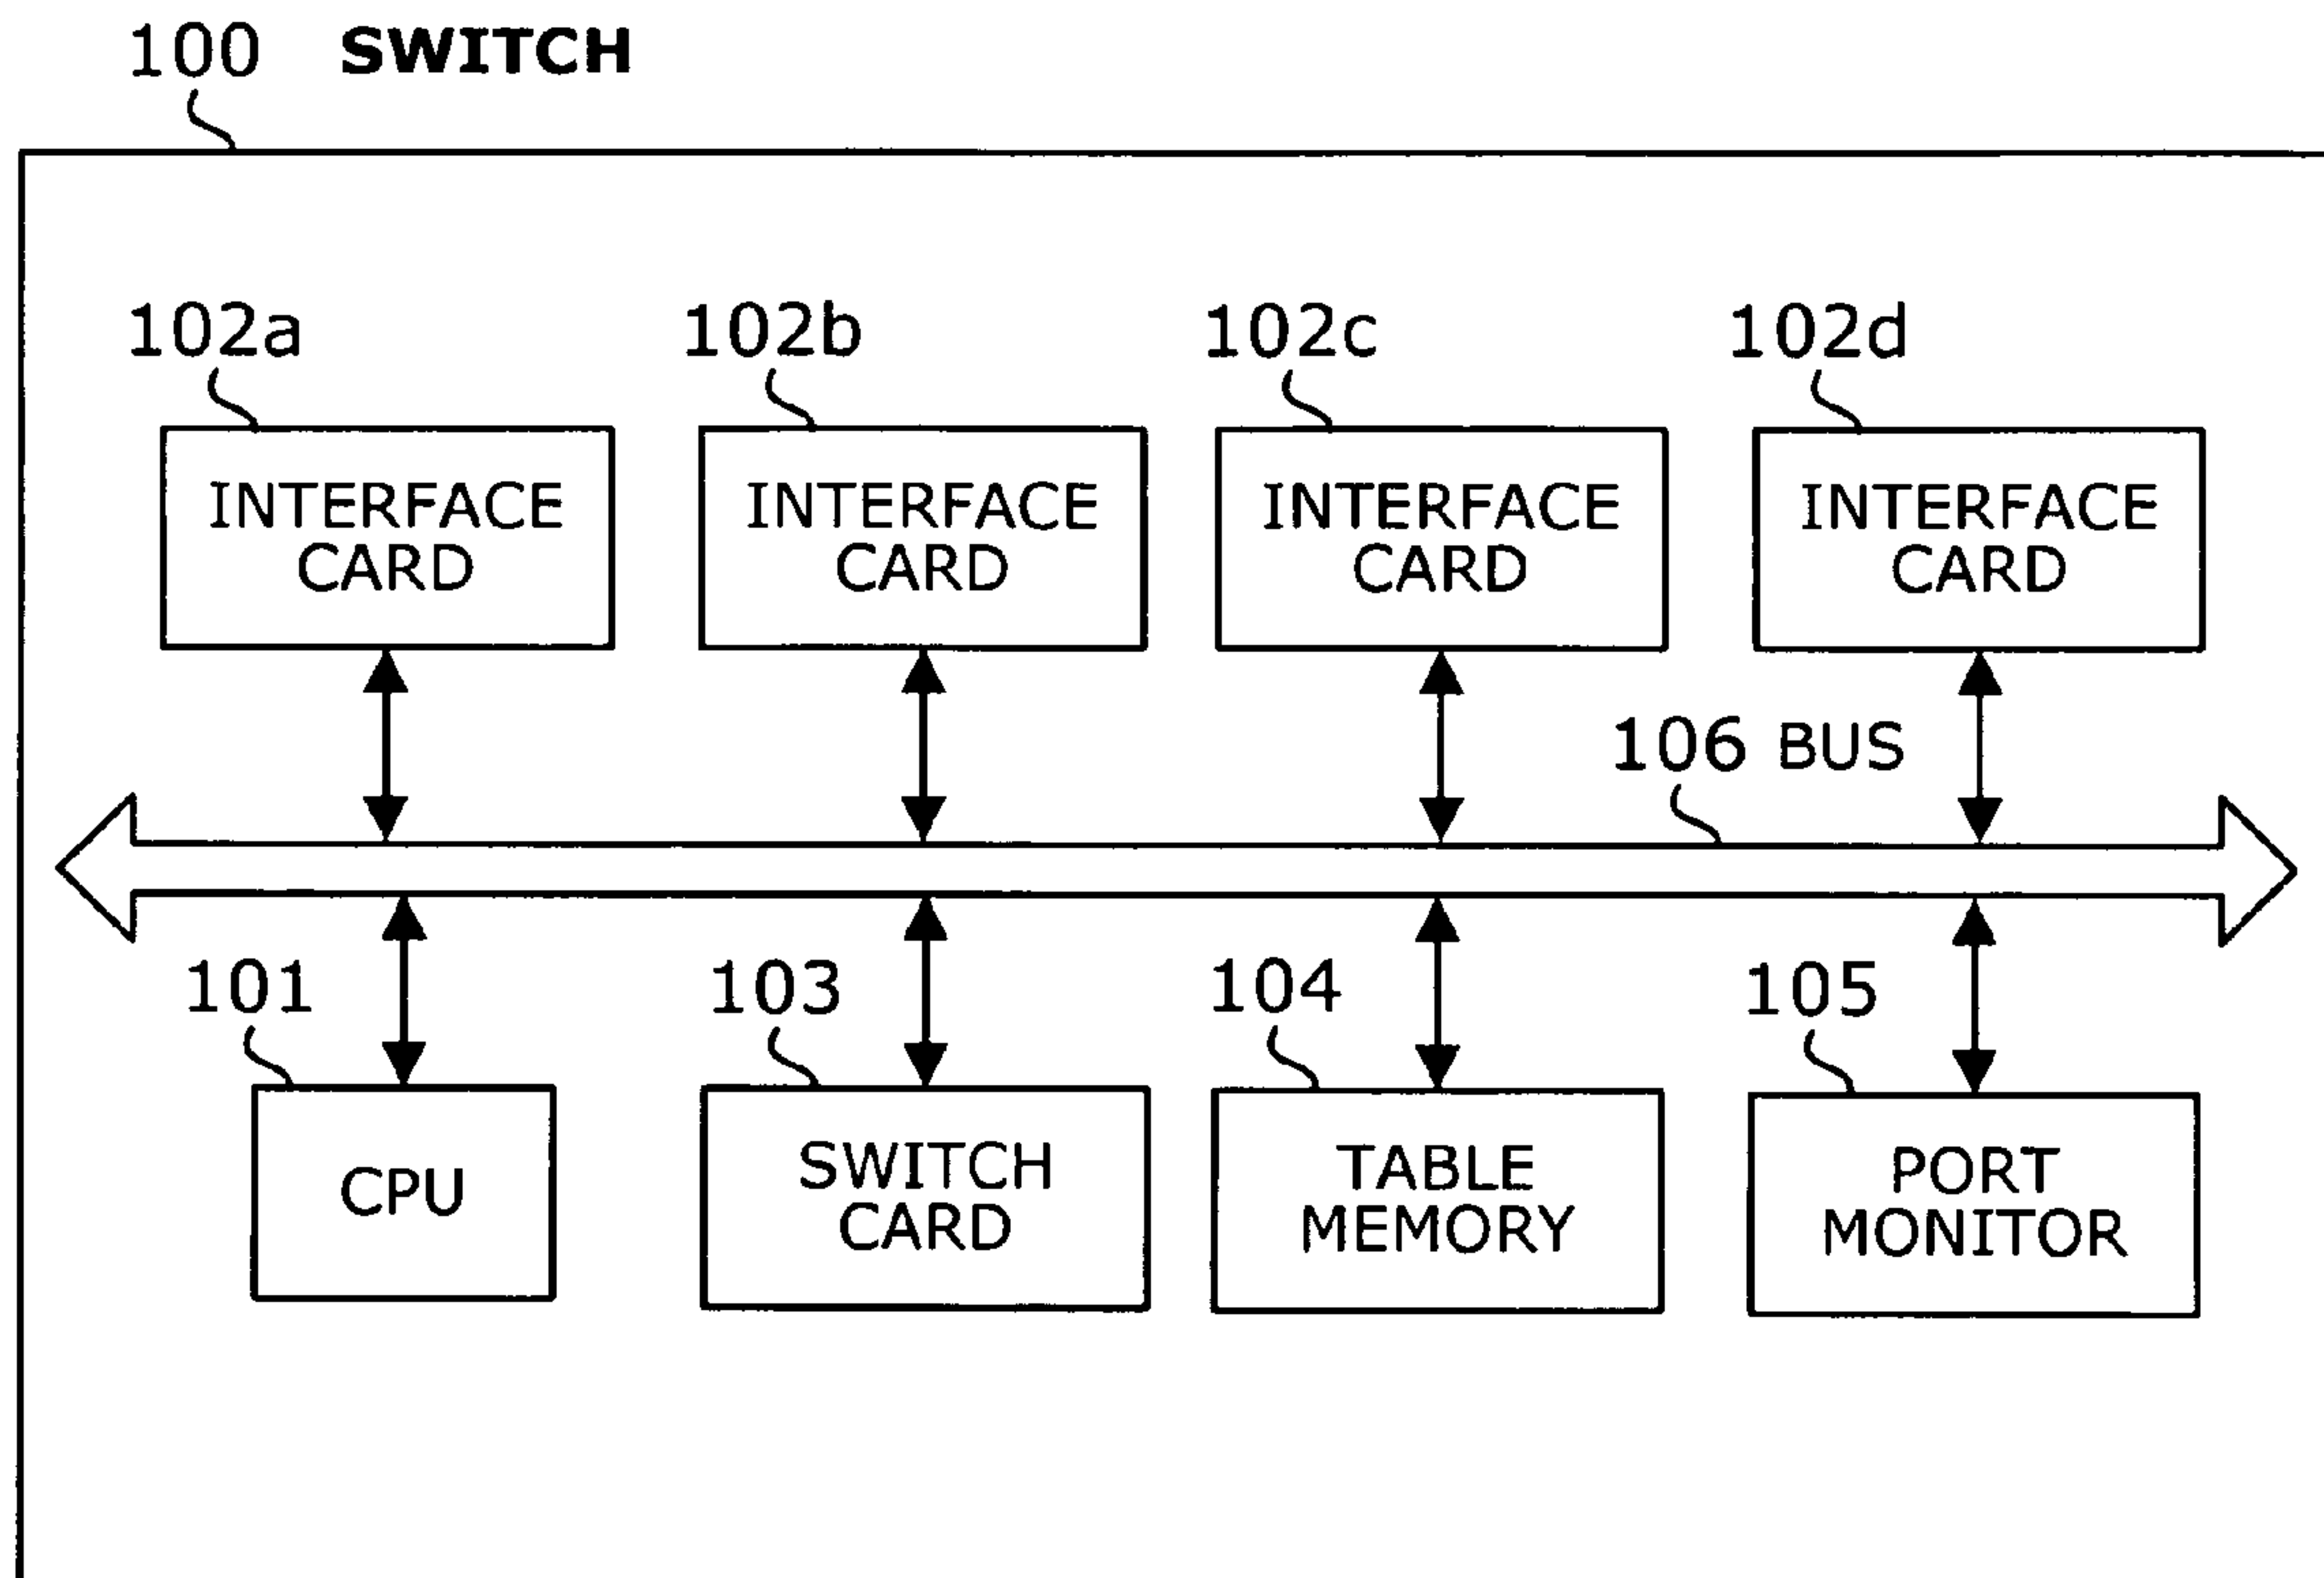 100 SWITCH
102a 102b 102c 102d
INTERFACE CARD
INTERFACE CARD
INTERFACE CARD
INTERFACE CARD
106 BUS
101 103 104 105
CPU
SWITCH
CARD
TABLE
MEMORY
PORT
MONITOR